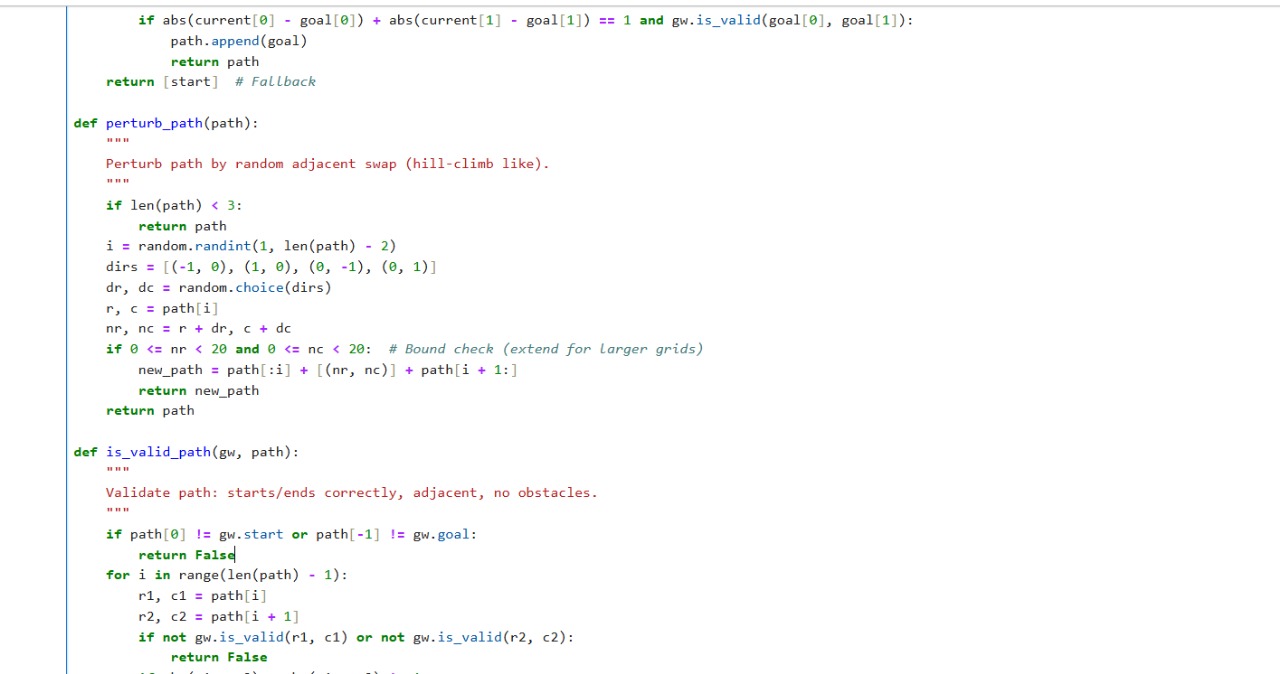 if abs(current[0] - goal[0]) + abs(current[1] - goal[1]) == 1 and gw.is_valid(goal[0], goal[1]):
            path.append(goal)
            return path
    return [start]  # Fallback

def perturb_path(path):
    """
    Perturb path by random adjacent swap (hill-climb like).
    """
    if len(path) < 3:
        return path
    i = random.randint(1, len(path) - 2)
    dirs = [(-1, 0), (1, 0), (0, -1), (0, 1)]
    dr, dc = random.choice(dirs)
    r, c = path[i]
    nr, nc = r + dr, c + dc
    if 0 <= nr < 20 and 0 <= nc < 20:  # Bound check (extend for larger grids)
        new_path = path[:i] + [(nr, nc)] + path[i + 1:]
        return new_path
    return path

def is_valid_path(gw, path):
    """
    Validate path: starts/ends correctly, adjacent, no obstacles.
    """
    if path[0] != gw.start or path[-1] != gw.goal:
        return False
    for i in range(len(path) - 1):
        r1, c1 = path[i]
        r2, c2 = path[i + 1]
        if not gw.is_valid(r1, c1) or not gw.is_valid(r2, c2):
            return False